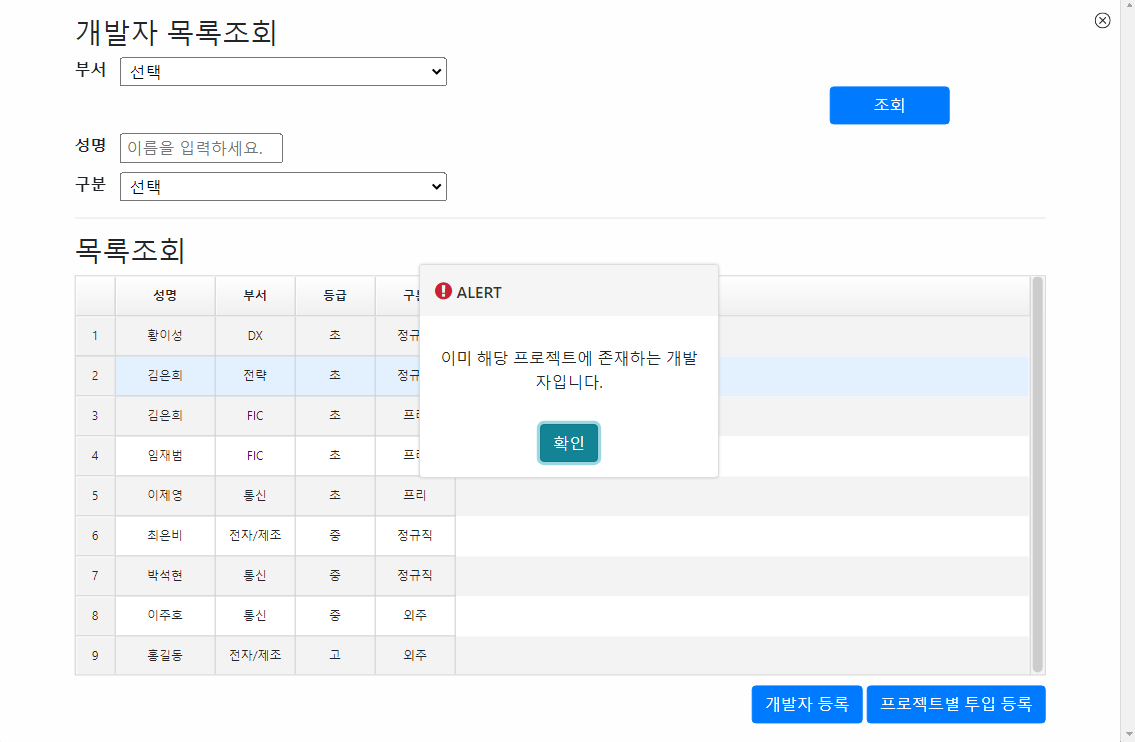 개발자 목록조회
부서 선택
조회
성명 이름을 입력하세요.
구분 선택
목록조회
성명 부서 등급
1 황이성 DX 초
2 김은희 전략 초
3 김은희 FIC 초
4 임재범 FIC 초
5 이제영 통신 초 프리
6 최은비 전자/제조 중 정규직
7 박석현 통신 중 정규직
8 이주호 통신 중 외주
9 홍길동 전자/제조 고 외주
ALERT
이미 해당 프로젝트에 존재하는 개발
자입니다.
확인
개발자 등록 프로젝트별 투입 등록